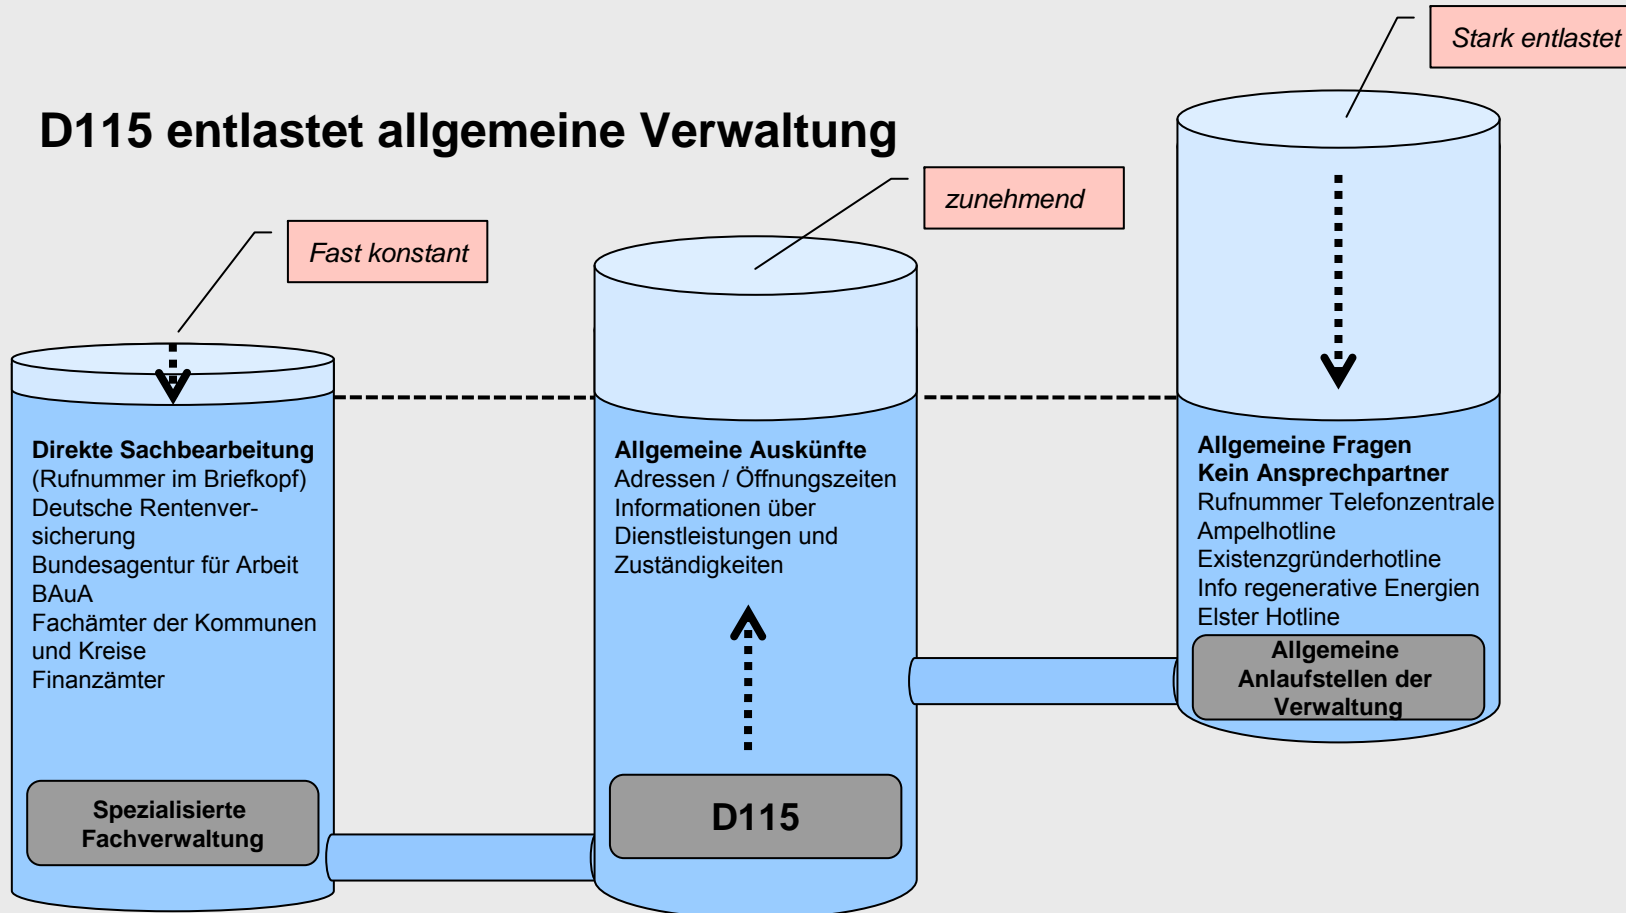 Stark entlastet
D115 entlastet allgemeine Verwaltung
zunehmend
Fast konstant
Direkte Sachbearbeitung
(Rufnummer im Briefkopf)
Deutsche Rentenver-
sicherung
Bundesagentur für Arbeit
BAuA
Fachämter der Kommunen
und Kreise
Finanzämter
Spezialisierte
Fachverwaltung
Allgemeine Auskünfte
Adressen / Öffnungszeiten
Informationen über
Dienstleistungen und
Zuständigkeiten
D115
Allgemeine Fragen
Kein Ansprechpartner
Rufnummer Telefonzentrale
Ampelhotline
Existenzgründerhotline
Info regenerative Energien
Elster Hotline
Allgemeine
Anlaufstellen der
Verwaltung